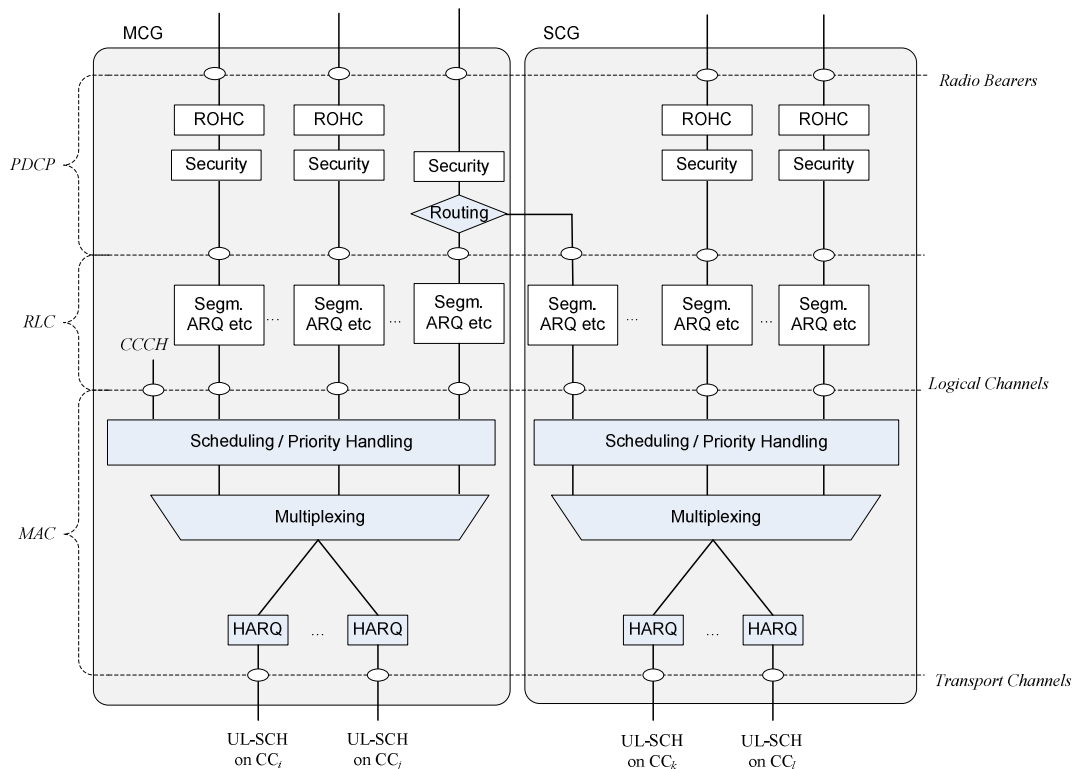 MCG
SCG
Radio Bearers
ROHC
ROHC
ROHC
ROHC
PDCP
Security
Security
Security
Security
Security
Routing
RLC
Segm.
ARQ etc
...
Segm.
ARQ etc
...
Segm.
ARQ etc
Segm.
ARQ etc
...
Segm.
ARQ etc
...
Segm.
ARQ etc
CCCH
Logical Channels
Scheduling / Priority Handling
Scheduling / Priority Handling
MAC
Multiplexing
Multiplexing
HARQ
...
HARQ
HARQ
...
HARQ
Transport Channels
UL-SCH
on CCi
UL-SCH
on CCj
UL-SCH
on CCk
UL-SCH
on CCl